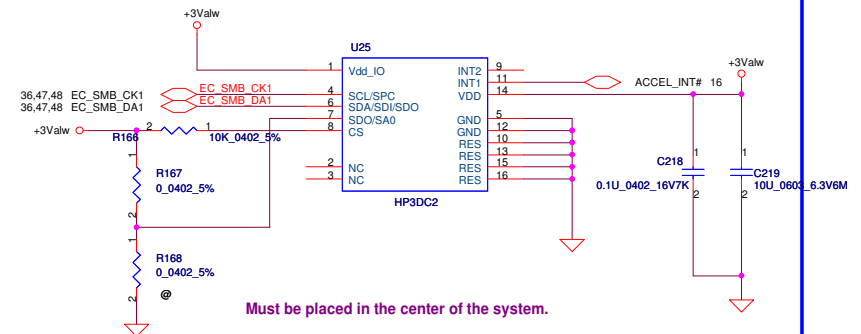 +3Valw
U25
+3Valw
1 Vdd_IO INT2 9
INT1 11 ACCEL_INT# 16
36,47,48 EC_SMB_CK1 EC_SMB_CK1 4 SCL/SPC VDD 14
36,47,48 EC_SMB_DA1 EC_SMB_DA1 6 SDA/SDI/SDO
7 SDO/SA0 GND 5
+3Valw 2 1 8 CS GND 12
R166 10K_0402_5%
RES 10
RES 13
2 NC RES 15
3 NC RES 16
HP3DC2
1
R167
0_0402_5%
2
1
R168
0_0402_5%
2
@
1
C218
0.1U_0402_16V7K
2
1
C219
10U_0603_6.3V6M
2
Must be placed in the center of the system.